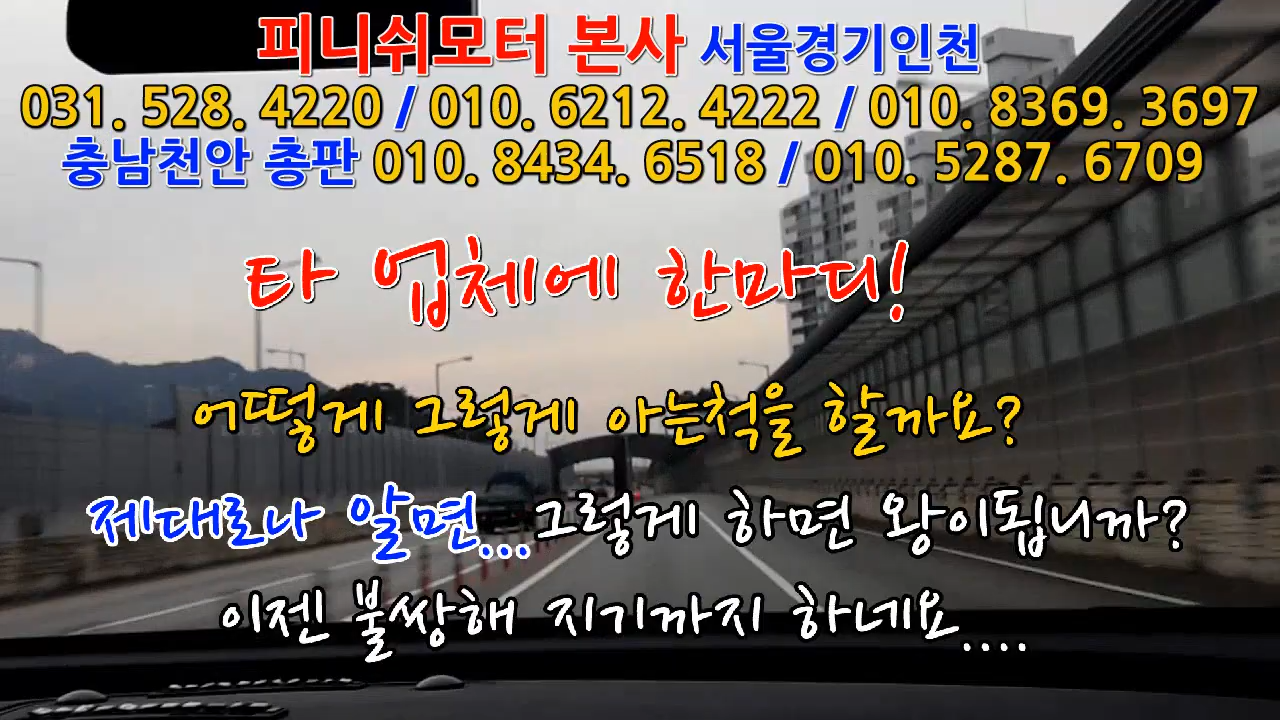 피니쉬모터 본사 서울경기인천
031. 528. 4220 / 010. 6212. 4222 / 010. 8369. 3697
충남천안 총판 010. 8434. 6518 / 010. 5287. 6709
타 업체에 한마디!
어떻게 그렇게 아는척을 할까요?
제대로나 알면...그렇게 하면 왕이됩니까?
이젠 불쌍해 지기까지 하네요....